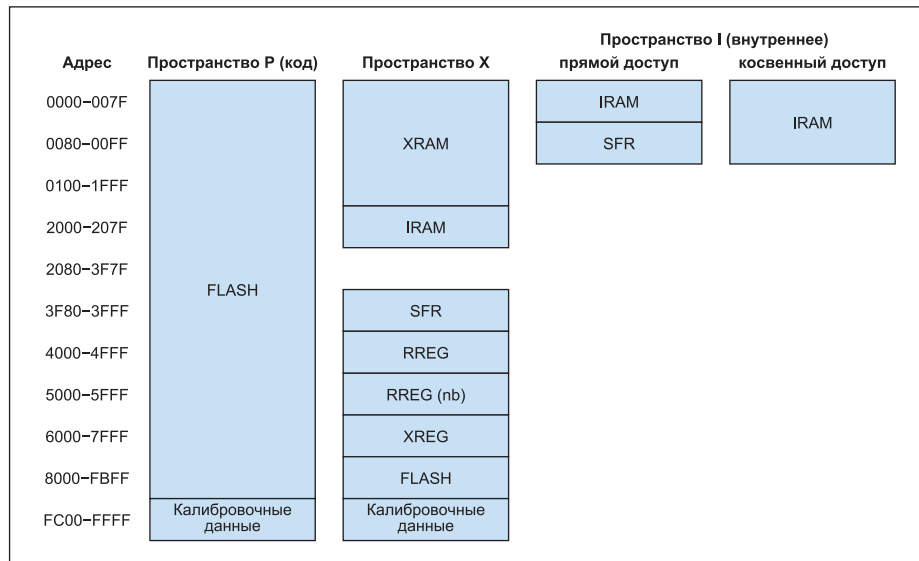 Пространство I (внутреннее)
Адрес Пространство P (код) Пространство X прямой доступ косвенный доступ
0000–007F IRAM
IRAM
0080–00FF XRAM SFR
0100–1FFF
2000–207F IRAM
2080–3F7F
FLASH
3F80–3FFF SFR
4000–4FFF RREG
5000–5FFF RREG (nb)
6000–7FFF XREG
8000–FBFF FLASH
FC00–FFFF Калибровочные данные Калибровочные данные